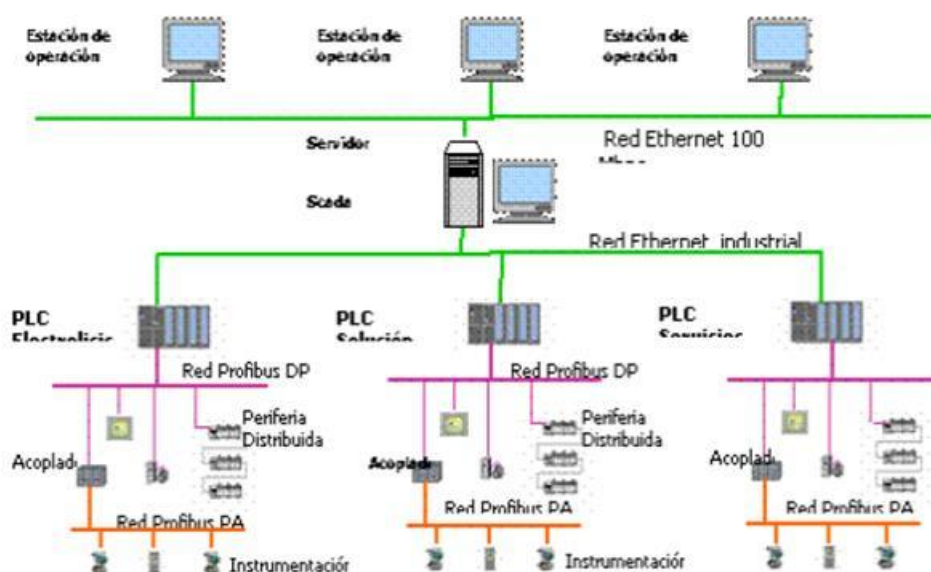 Estación de
operación
Estación de
operación
Estación de
operación
Servidor
Red Ethernet 100
Scada
Red Ethernet industrial
PLC
PLC
PLC
Red Profibus DP
Red Profibus DP
Periferia
Distribuida
Periferia
Distribuida
Acoplad
Acoplad
Acoplad
Red Profibus PA
Red Profibus PA
Red Profibus PA
Instrumentaciór
Instrumentaciór